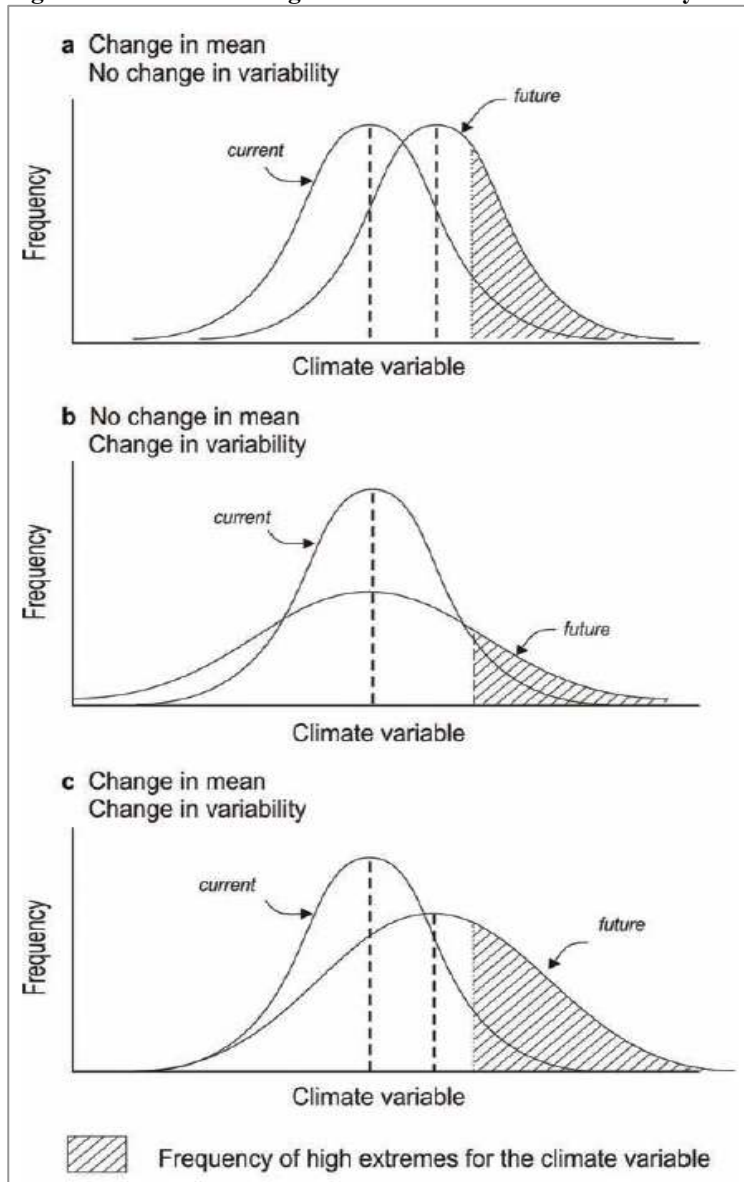 a Change in mean
No change in variability
future
current
Frequency
Climate variable
b No change in mean
Change in variability
current
future
Frequency
Climate variable
c Change in mean
Change in variability
current
future
Frequency
Climate variable
Frequency of high extremes for the climate variable